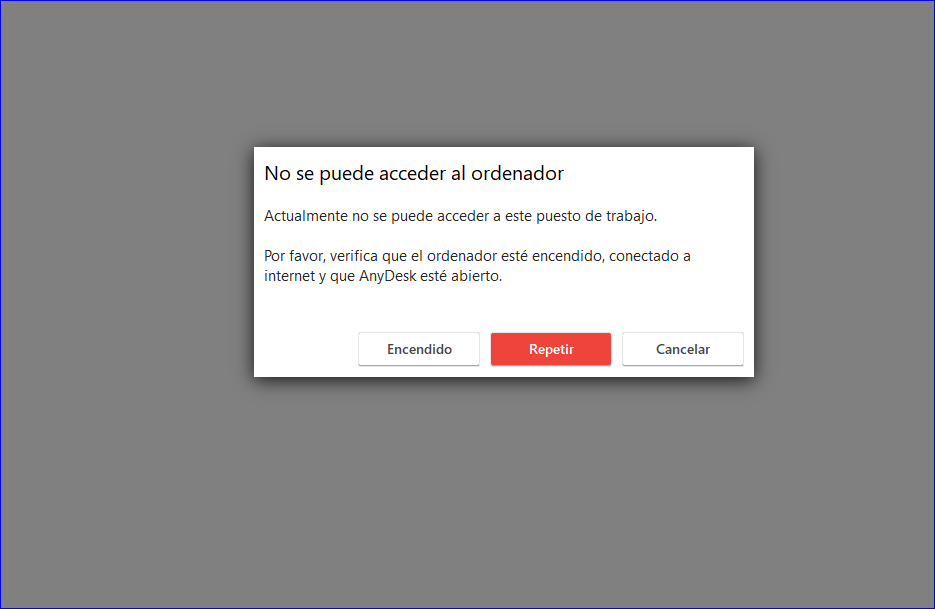 No se puede acceder al ordenador
Actualmente no se puede acceder a este puesto de trabajo.
Por favor, verifica que el ordenador esté encendido, conectado a
internet y que AnyDesk esté abierto.
Encendido
Repetir
Cancelar